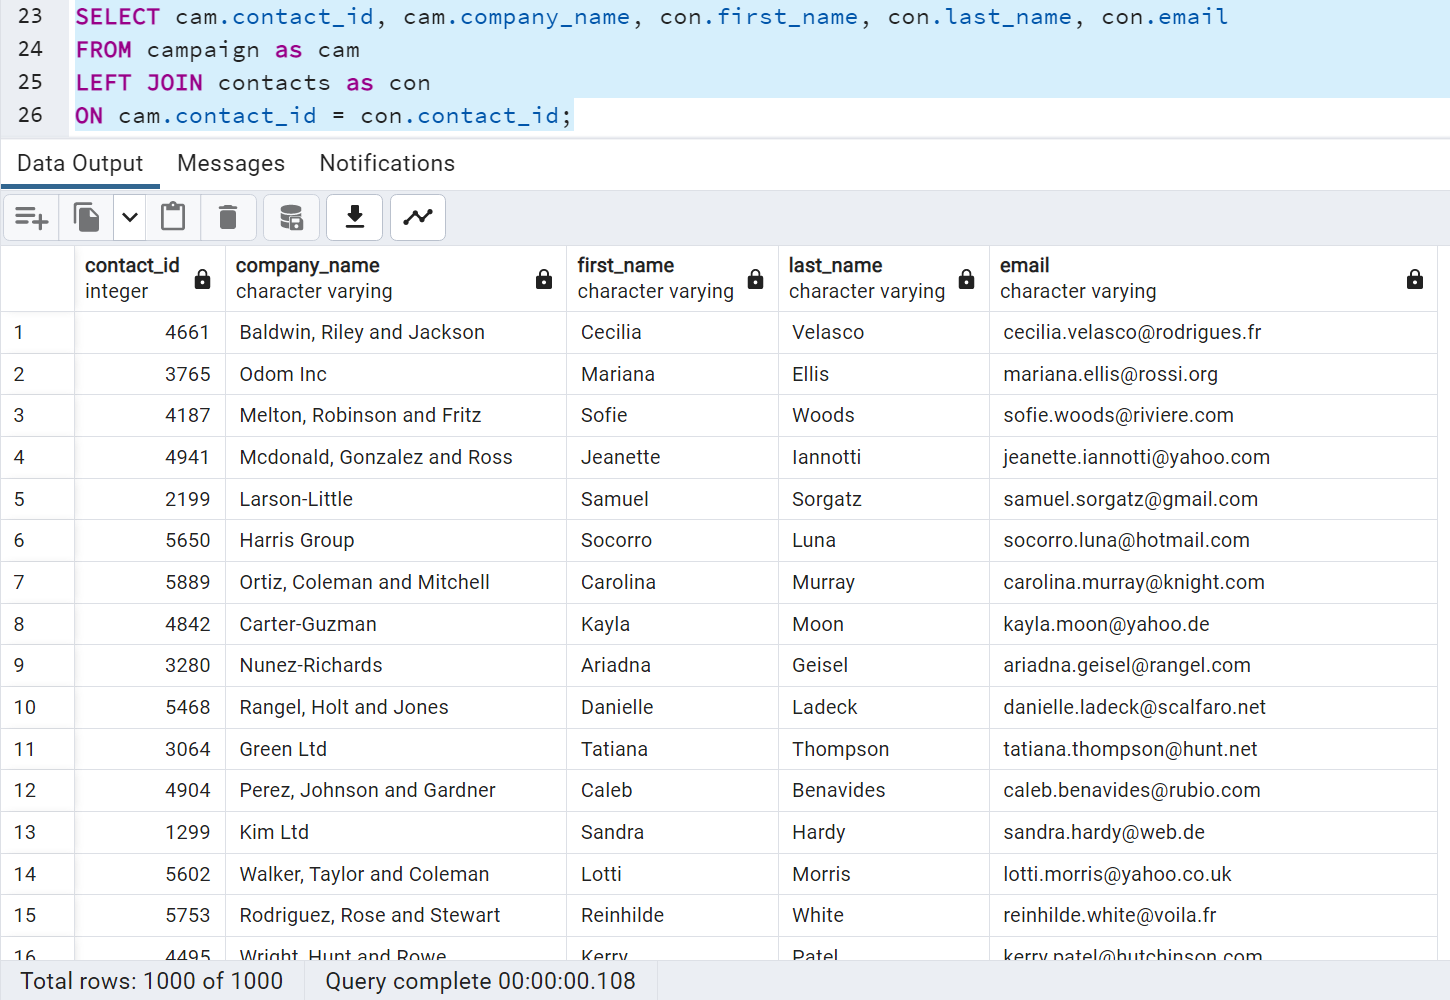 23 SELECT cam.contact_id, cam.company_name, con.first_name, con.last_name, con.email
24 FROM campaign as cam
25 LEFT JOIN contacts as con
26 ON cam.contact_id = con.contact_id;
Data Output Messages Notifications
contact_id company_name first_name last_name email
integer character varying character varying character varying character varying
1 4661 Baldwin, Riley and Jackson Cecilia Velasco cecilia.velasco@rodrigues.fr
2 3765 Odom Inc Mariana Ellis mariana.ellis@rossi.org
3 4187 Melton, Robinson and Fritz Sofie Woods sofie.woods@riviere.com
4 4941 Mcdonald, Gonzalez and Ross Jeanette Iannotti jeanette.iannotti@yahoo.com
5 2199 Larson-Little Samuel Sorgatz samuel.sorgatz@gmail.com
6 5650 Harris Group Socorro Luna socorro.luna@hotmail.com
7 5889 Ortiz, Coleman and Mitchell Carolina Murray carolina.murray@knight.com
8 4842 Carter-Guzman Kayla Moon kayla.moon@yahoo.de
9 3280 Nunez-Richards Ariadna Geisel ariadna.geisel@rangel.com
10 5468 Rangel, Holt and Jones Danielle Ladeck danielle.ladeck@scalfaro.net
11 3064 Green Ltd Tatiana Thompson tatiana.thompson@hunt.net
12 4904 Perez, Johnson and Gardner Caleb Benavides caleb.benavides@rubio.com
13 1299 Kim Ltd Sandra Hardy sandra.hardy@web.de
14 5602 Walker, Taylor and Coleman Lotti Morris lotti.morris@yahoo.co.uk
15 5753 Rodriguez, Rose and Stewart Reinhilde White reinhilde.white@voila.fr
16 4495 Wright, Hunt and Rowe Kerry Patel kerry.patel@hutchinson.com
Total rows: 1000 of 1000 Query complete 00:00:00.108